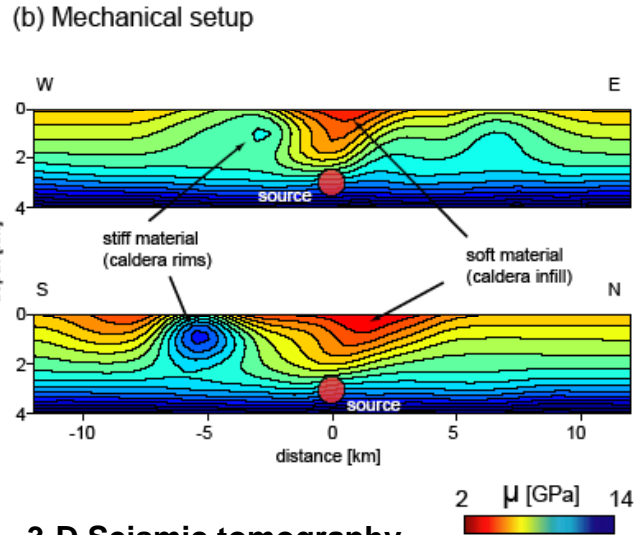 (b) Mechanical setup
W E
0
2
4
source
stiff material
(caldera rims)
soft material
(caldera infill)
S N
0
2
4
source
-10 -5 0 5 10
distance [km]
2 μ [GPa] 14
3-D Seismic tomography